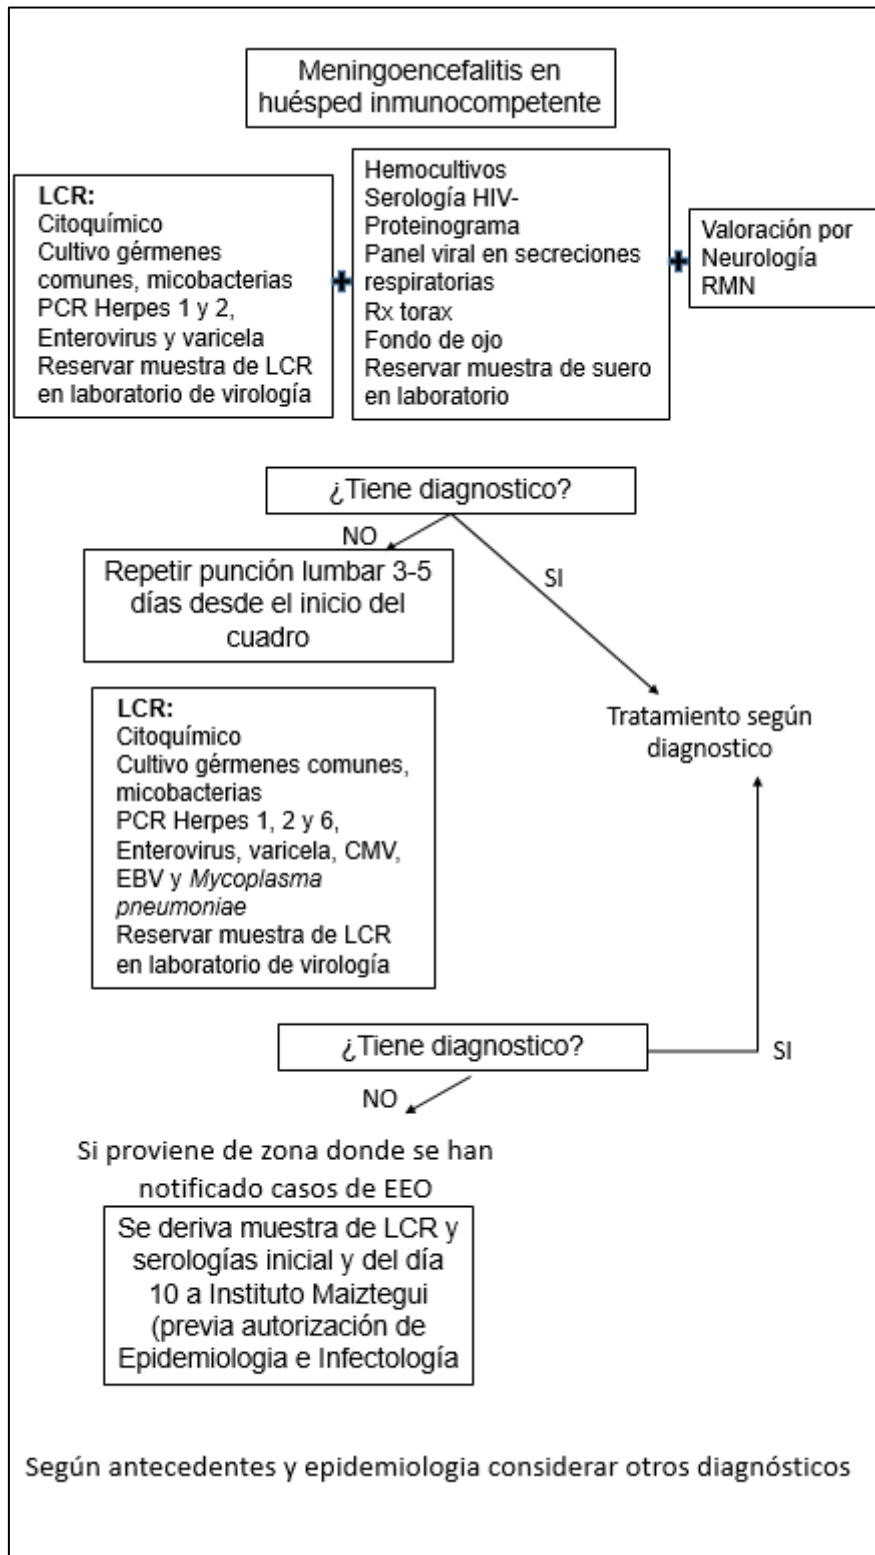 Meningoencefalitis en
huésped inmunocompetente
LCR:
Citoquímico
Cultivo gérmenes
comunes, micobacterias
PCR Herpes 1 y 2,
Enterovirus y varicela
Reservar muestra de LCR
en laboratorio de virología
Hemocultivos
Serología HIV-
Proteinograma
Panel viral en secreciones
respiratorias
Rx torax
Fondo de ojo
Reservar muestra de suero
en laboratorio
Valoración por
Neurología
RMN
¿Tiene diagnostico?
NO
SI
Repetir punción lumbar 3-5
días desde el inicio del
cuadro
Tratamiento según
diagnostico
LCR:
Citoquímico
Cultivo gérmenes comunes,
micobacterias
PCR Herpes 1, 2 y 6,
Enterovirus, varicela, CMV,
EBV y Mycoplasma
pneumoniae
Reservar muestra de LCR
en laboratorio de virología
¿Tiene diagnostico?
SI
NO
Si proviene de zona donde se han
notificado casos de EEO
Se deriva muestra de LCR y
serologías inicial y del día
10 a Instituto Maiztegui
(previa autorización de
Epidemiologia e Infectología
Según antecedentes y epidemiologia considerar otros diagnósticos